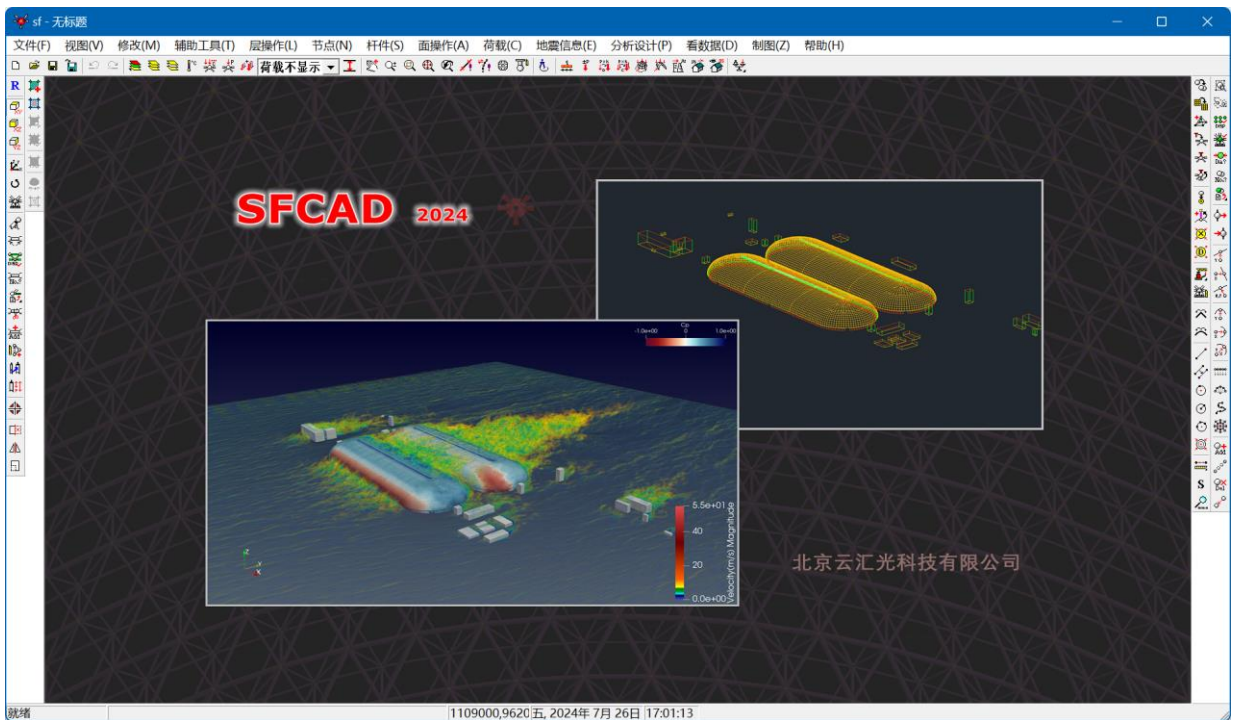 sf - 无标题
文件(F) 视图(V) 修改(M) 辅助工具(T) 层操作(L) 节点(N) 杆件(S) 面操作(A) 荷载(C) 地震信息(E) 分析设计(P) 看数据(D) 制图(Z) 帮助(H)
荷载不显示
R
SFCAD 2024
Cp
-1.0e+00 0 1.0e+00
5.5e+01
40
20
0.0e+00
Velocity(m/s) Magnitude
北京云汇光科技有限公司
S
就绪
1109000,9620 五, 2024年 7月 26日 17:01:13